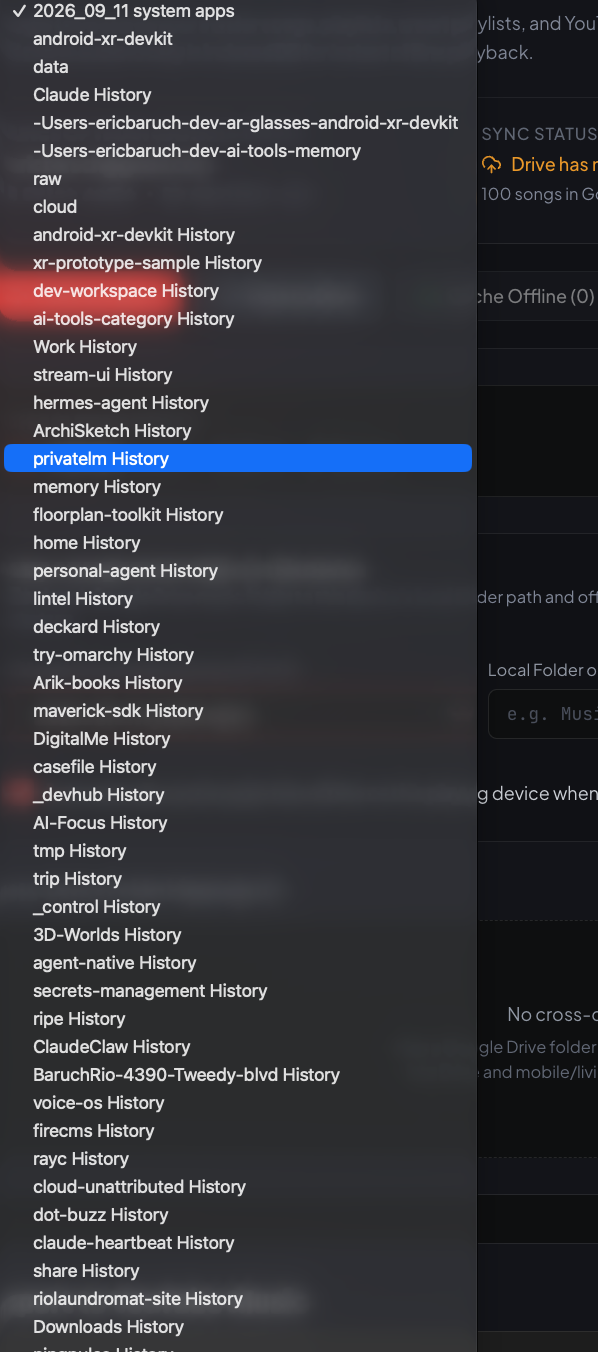 ✓ 2026_09_11 system apps
android-xr-devkit
data
Claude History
-Users-ericbaruch-dev-ar-glasses-android-xr-devkit
-Users-ericbaruch-dev-ai-tools-memory
raw
cloud
android-xr-devkit History
xr-prototype-sample History
dev-workspace History
ai-tools-category History
Work History
stream-ui History
hermes-agent History
ArchiSketch History
privatelm History
memory History
floorplan-toolkit History
home History
personal-agent History
lintel History
deckard History
try-omarchy History
Arik-books History
maverick-sdk History
DigitalMe History
casefile History
_devhub History
AI-Focus History
tmp History
trip History
_control History
3D-Worlds History
agent-native History
secrets-management History
ripe History
ClaudeClaw History
BaruchRio-4390-Tweedy-blvd History
voice-os History
firecms History
rayc History
cloud-unattributed History
dot-buzz History
claude-heartbeat History
share History
riolaundromat-site History
Downloads History
ylists, and You
yback.
SYNC STATUS
Drive has
100 songs in Go
che Offline (0)
der path and off
Local Folder o
e.g. Musi
g device when
No cross-
gle Drive folder
and mobile/livi